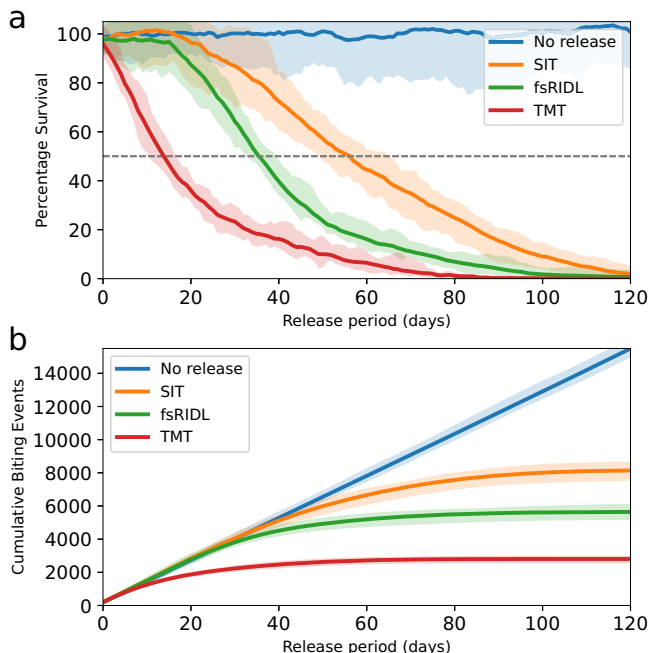 a
100
80
60
40
20
0
Percentage Survival
No release
SIT
fsRIDL
TMT
0 20 40 60 80 100 120
Release period (days)
b
14000
12000
10000
8000
6000
4000
2000
0
Cumulative Biting Events
No release
SIT
fsRIDL
TMT
0 20 40 60 80 100 120
Release period (days)